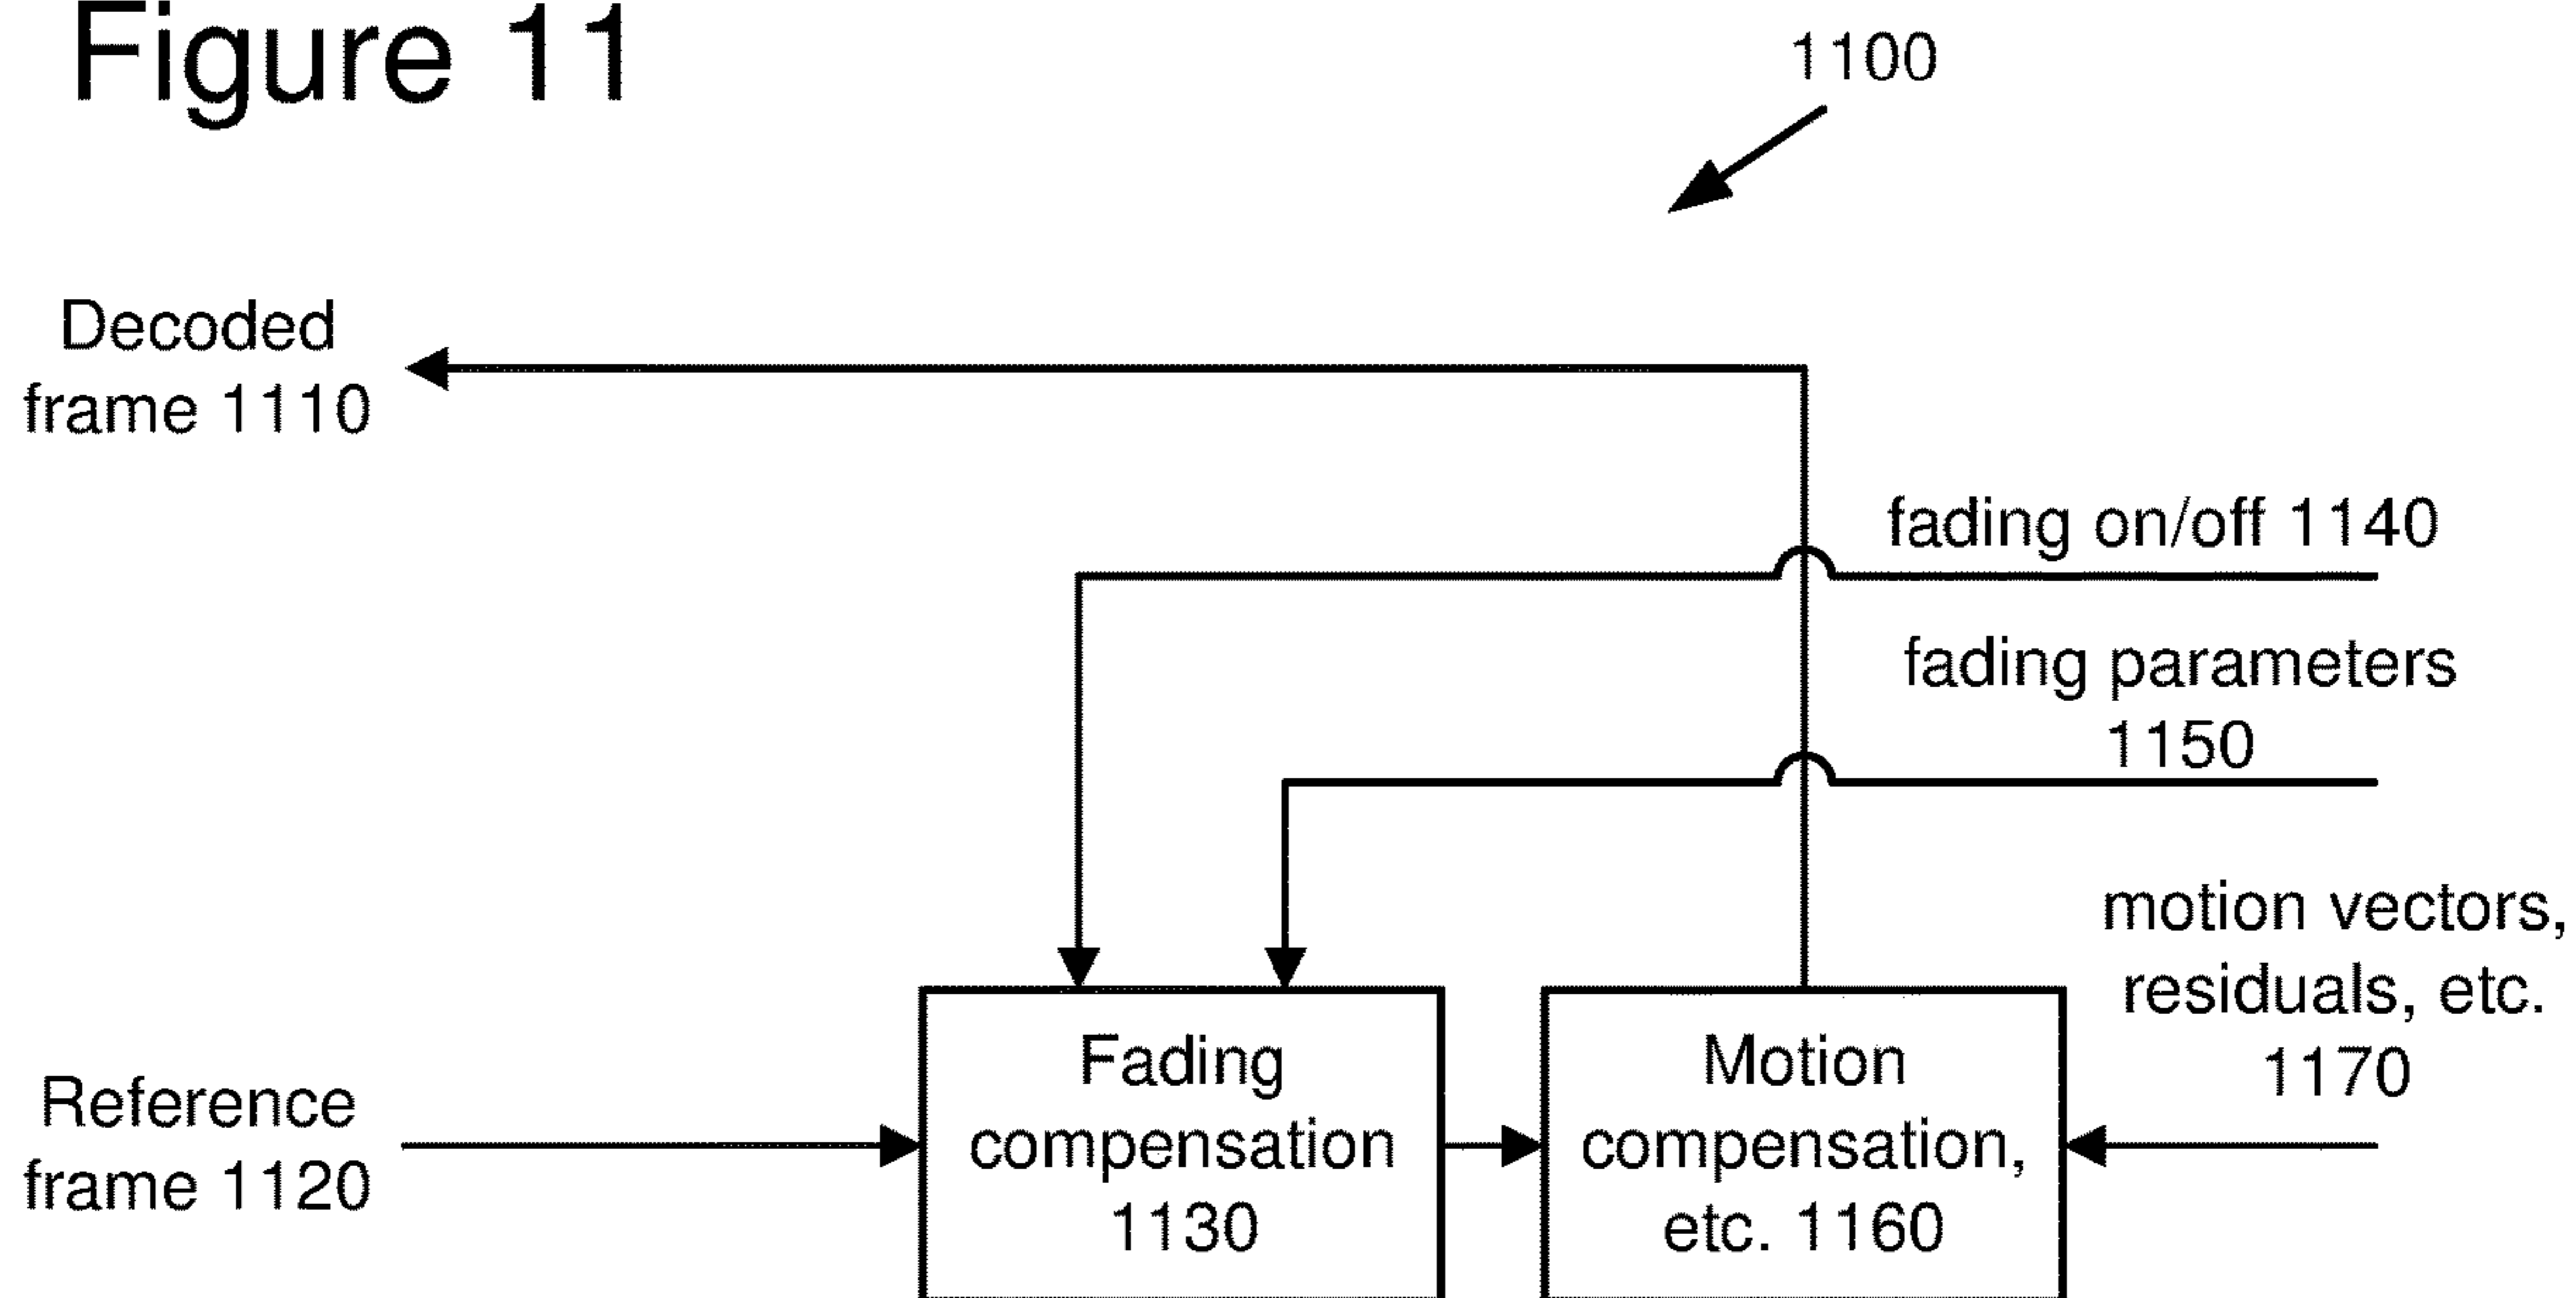 Figure 11
1100
Decoded
frame 1110
fading on/off 1140
fading parameters
1150
motion vectors,
residuals, etc.
1170
Reference
frame 1120
Fading
compensation
1130
Motion
compensation,
etc. 1160